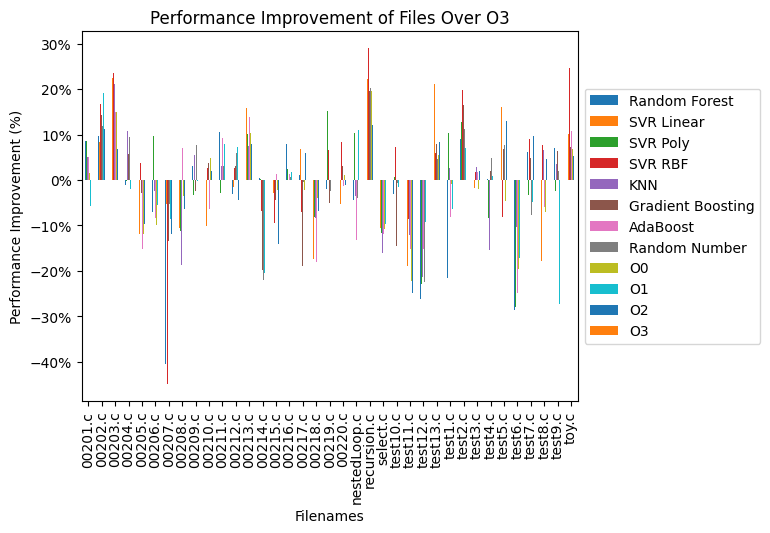 Performance Improvement of Files Over O3
Performance Improvement (%)
30%
20%
10%
0%
−10%
−20%
−30%
−40%
00201.c
00202.c
00203.c
00204.c
00205.c
00206.c
00207.c
00208.c
00209.c
00210.c
00211.c
00212.c
00213.c
00214.c
00215.c
00216.c
00217.c
00218.c
00219.c
00220.c
nestedLoop.c
recursion.c
select.c
test10.c
test11.c
test12.c
test13.c
test1.c
test2.c
test3.c
test4.c
test5.c
test6.c
test7.c
test8.c
test9.c
toy.c
Filenames
Random Forest
SVR Linear
SVR Poly
SVR RBF
KNN
Gradient Boosting
AdaBoost
Random Number
O0
O1
O2
O3